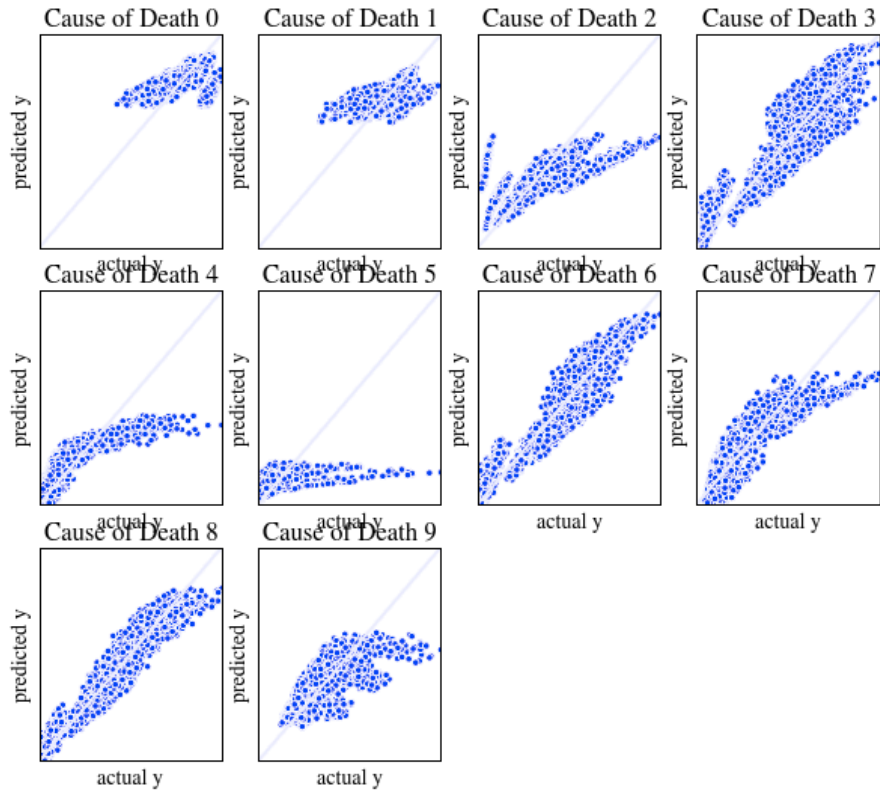 Cause of Death 0
Cause of Death 1
Cause of Death 2
Cause of Death 3
predicted y
predicted y
predicted y
predicted y
actual y
actual y
actual y
actual y
Cause of Death 4
Cause of Death 5
Cause of Death 6
Cause of Death 7
predicted y
predicted y
predicted y
predicted y
actual y
actual y
actual y
actual y
Cause of Death 8
Cause of Death 9
predicted y
predicted y
actual y
actual y